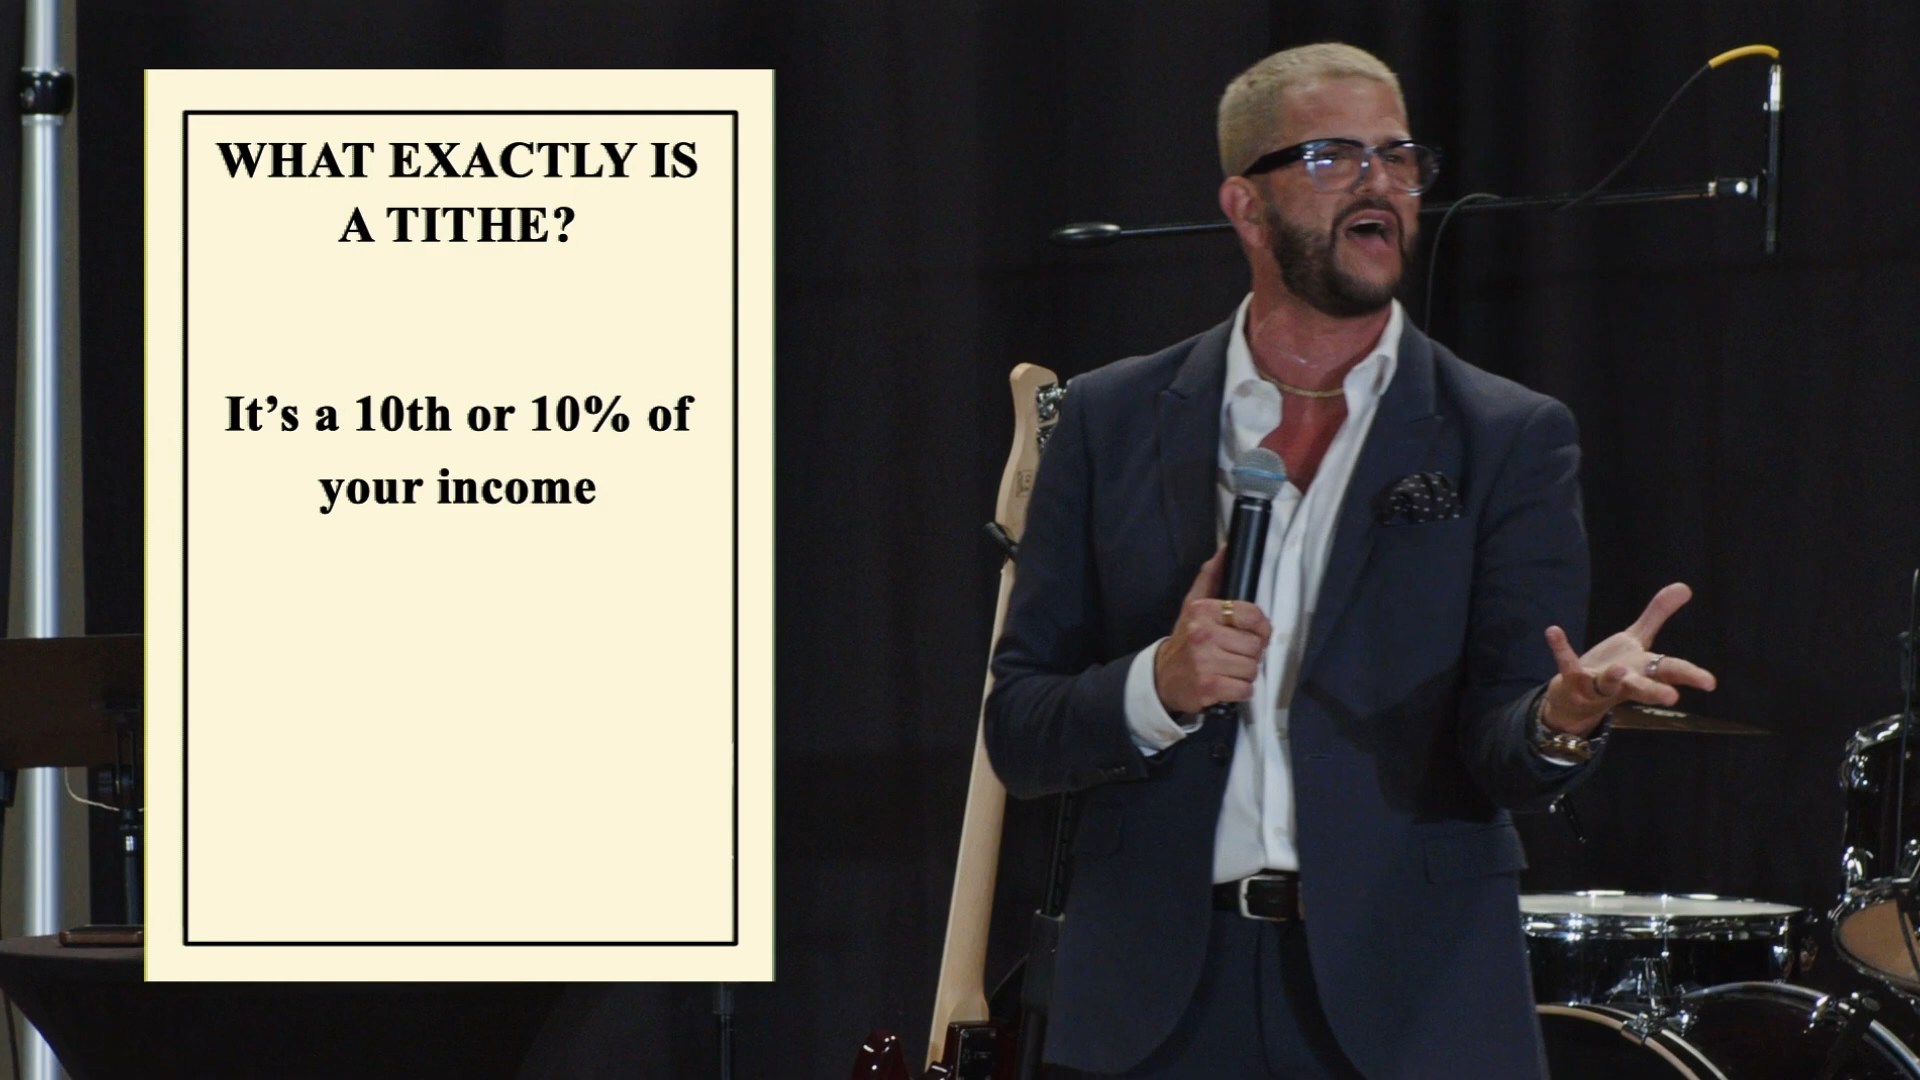 WHAT EXACTLY IS
A TITHE?
It’s a 10th or 10% of
your income